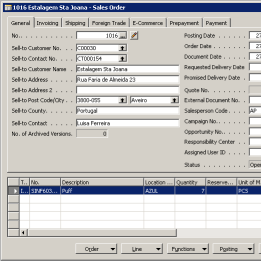 1016 Estalagem Sta Joana - Sales Order
General Invoicing Shipping Foreign Trade E-Commerce Prepayment Payment
No. . . . . . . . . . 1016 Posting Date . . . . . 27
Sell-to Customer No. . . C00030 Order Date . . . . . . 27
Sell-to Contact No. . . . CT000154 Document Date . . . . 27
Sell-to Customer Name . Estalagem Sta Joana Requested Delivery Date
Sell-to Address . . . . . Rua Faria de Almeida 23 Promised Delivery Date .
Sell-to Address 2 . . . . Quote No. . . . . . .
Sell-to Post Code/City . . 3800-055 Aveiro External Document No. .
Sell-to County. . . . . . Portugal Salesperson Code . . . AP
Campaign No. . . . . .
Sell-to Contact . . . . . Luisa Ferreira Opportunity No. . . . .
No. of Archived Versions. 0 Responsibility Center . .
Assigned User ID . . . .
Status . . . . . . . . Open
T... No. Description Location ... Quantity Reserve... Unit of M
I... SINF603... Puff AZUL 7 PCS
Order Line Functions Posting